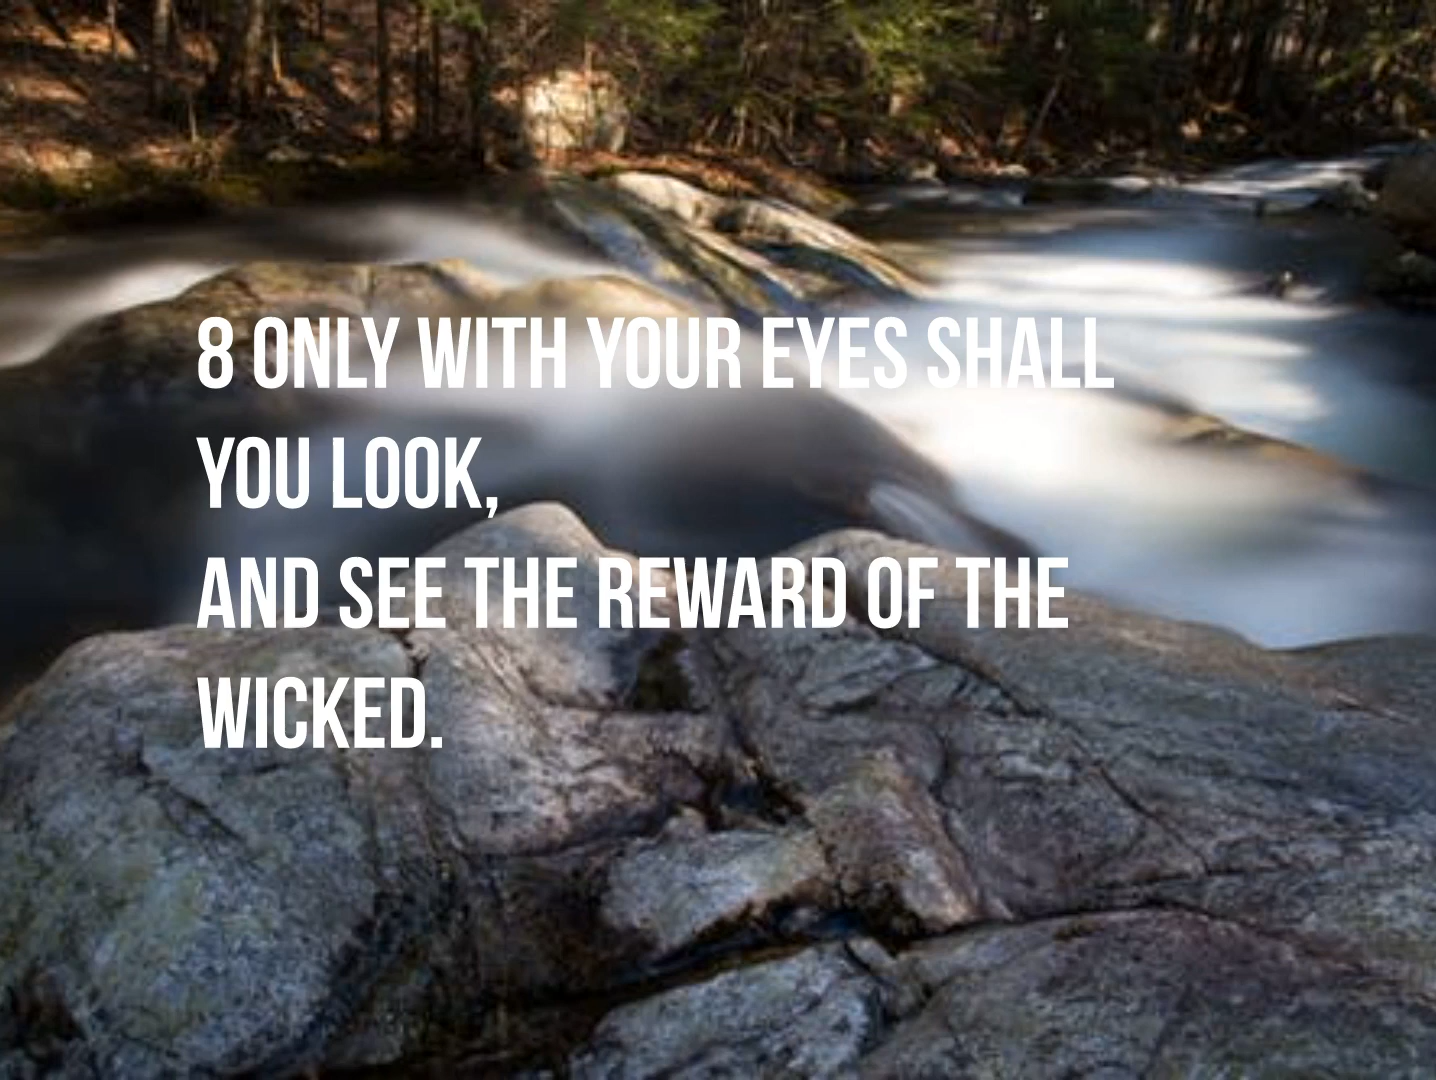 8 ONLY WITH YOUR EYES SHALL
YOU LOOK,
AND SEE THE REWARD OF THE
WICKED.